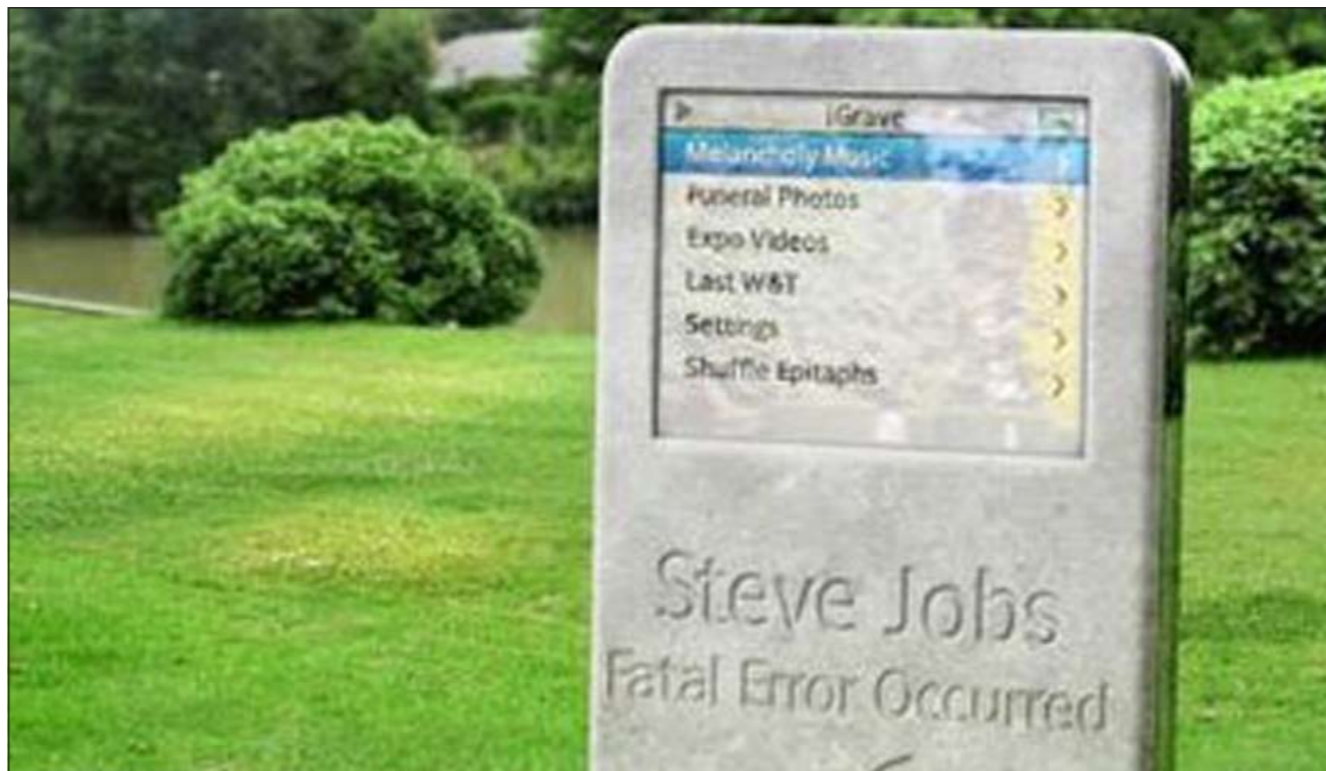 iGrave
Melancholy Music
Funeral Photos
Expo Videos
Last W&T
Settings
Shuffle Epitaphs
Steve Jobs
Fatal Error Occurred